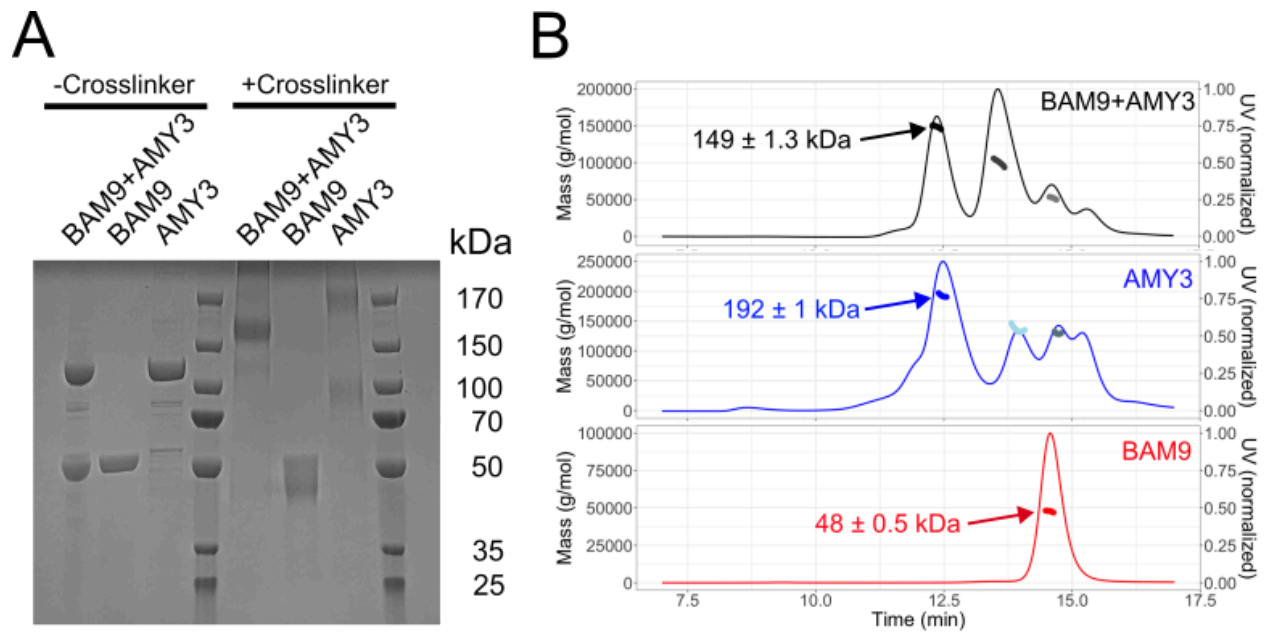 A
-Crosslinker
+Crosslinker
BAM9+AMY3
BAM9
AMY3
BAM9+AMY3
BAM9
AMY3
kDa
170
150
100
70
50
35
25
B
BAM9+AMY3
149 ± 1.3 kDa
Mass (g/mol)
200000
150000
100000
50000
0
UV (normalized)
1.00
0.75
0.50
0.25
0.00
AMY3
192 ± 1 kDa
Mass (g/mol)
250000
200000
150000
100000
50000
0
UV (normalized)
1.00
0.75
0.50
0.25
0.00
BAM9
48 ± 0.5 kDa
Mass (g/mol)
100000
75000
50000
25000
0
UV (normalized)
1.00
0.75
0.50
0.25
0.00
7.5 10.0 12.5 15.0 17.5
Time (min)